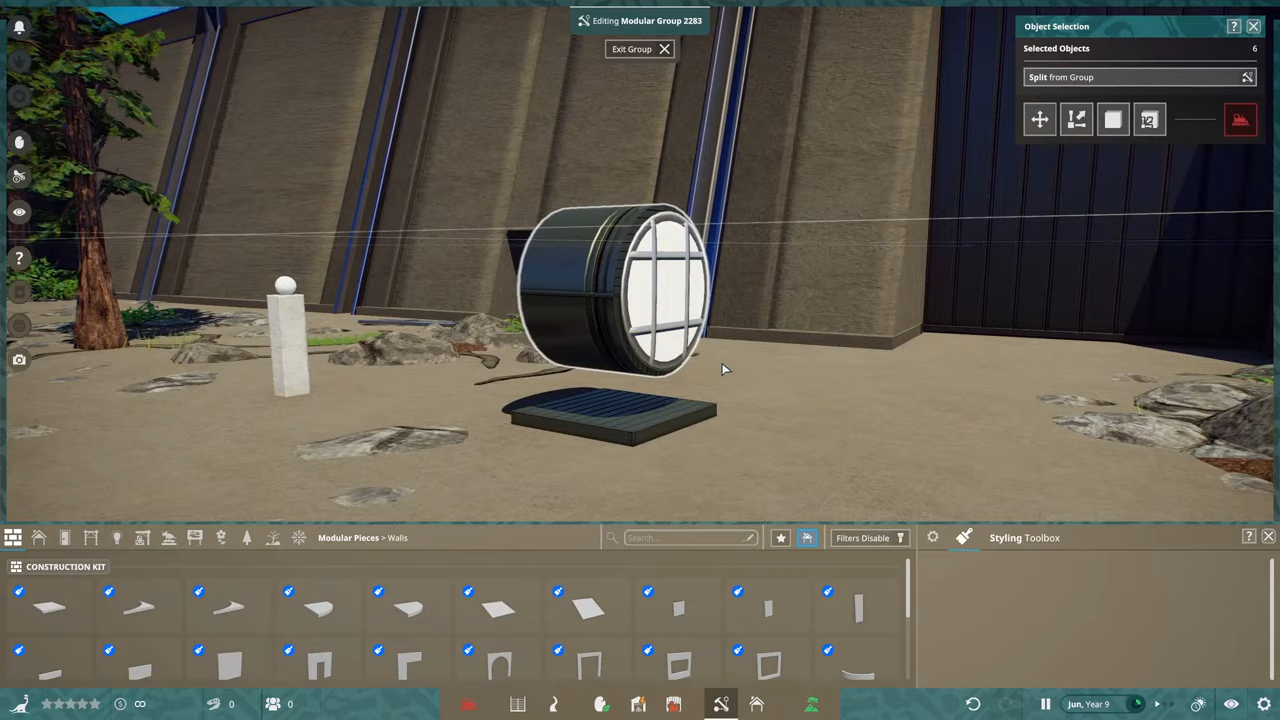 Editing Modular Group 2283
Exit Group
Object Selection
?
Selected Objects 6
Split from Group
?
Modular Pieces > Walls
Search...
Filters Disable
Styling Toolbox
?
CONSTRUCTION KIT
∞
0
0
Jun, Year 9